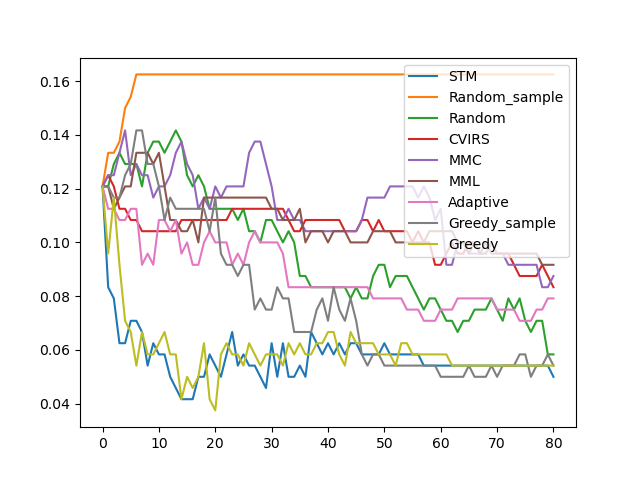 0.16
0.14
0.12
0.10
0.08
0.06
0.04
0
10
20
30
40
50
60
70
80
STM
Random_sample
Random
CVIRS
MMC
MML
Adaptive
Greedy_sample
Greedy